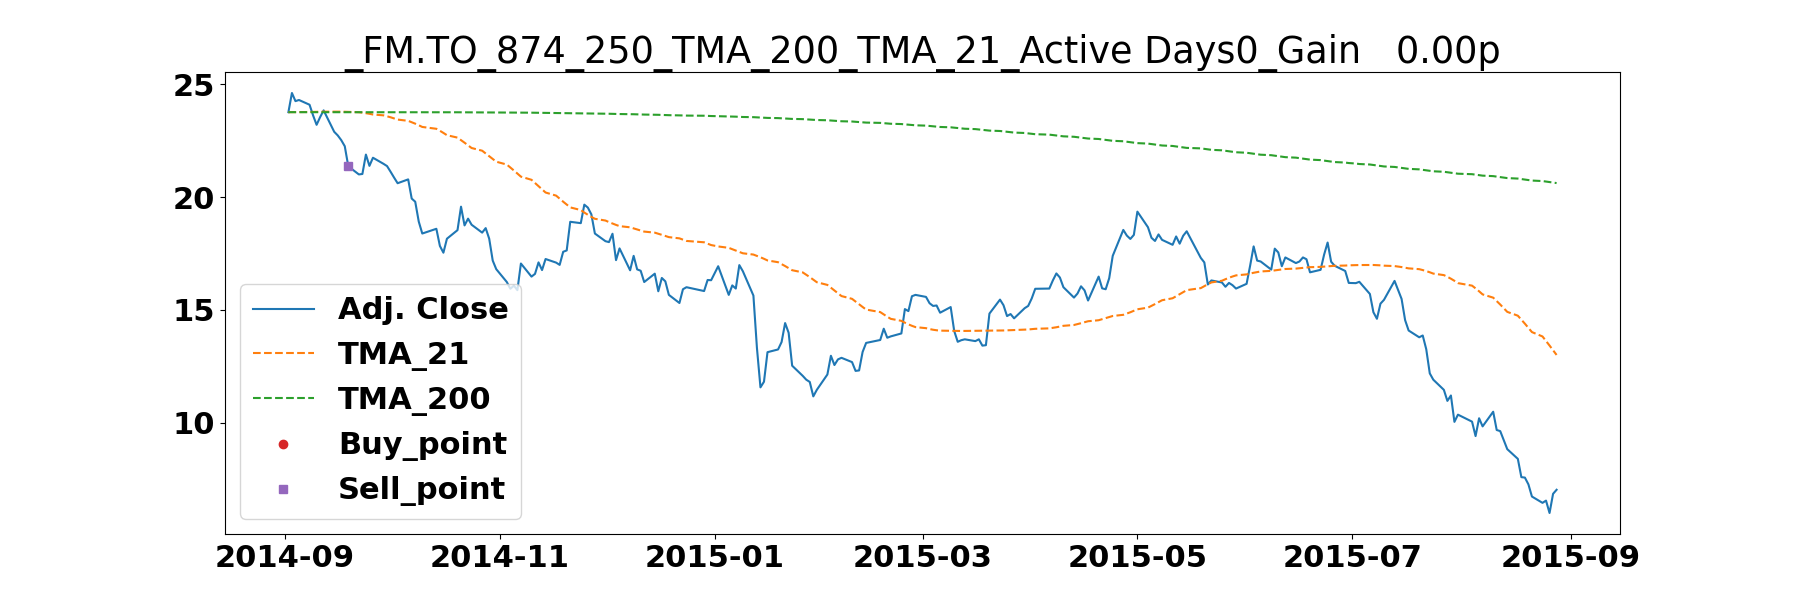 _FM.TO_874_250_TMA_200_TMA_21_Active Days0_Gain   0.00p
25
20
15
10
Adj. Close
TMA_21
TMA_200
Buy_point
Sell_point
2014-09 2014-11 2015-01 2015-03 2015-05 2015-07 2015-09